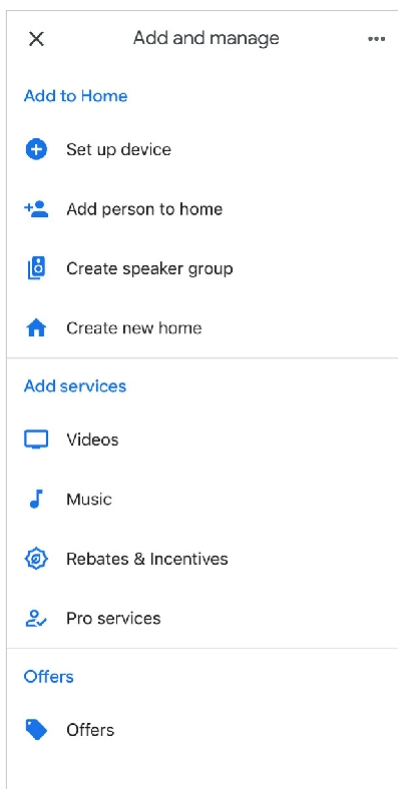 Add and manage
Add to Home
Set up device
Add person to home
Create speaker group
Create new home
Add services
Videos
Music
Rebates & Incentives
Pro services
Offers
Offers